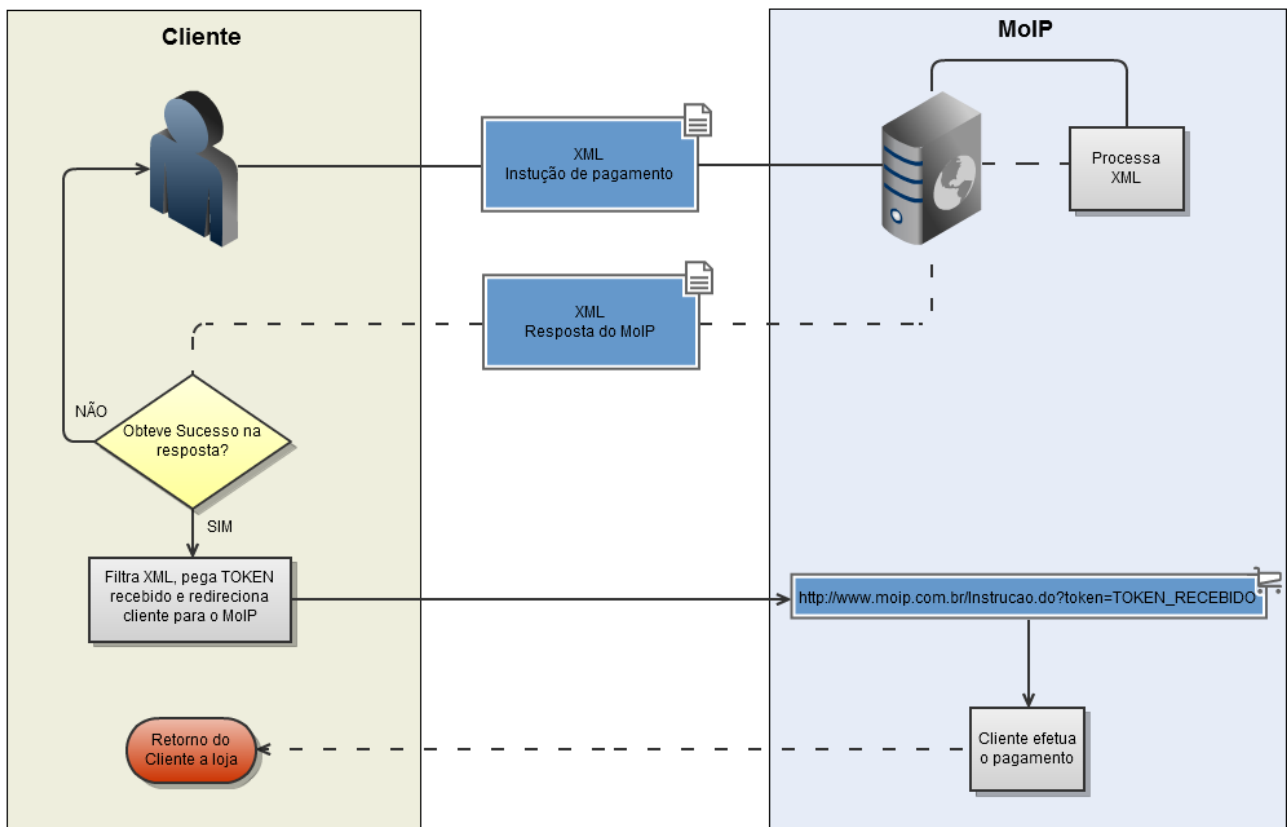 Cliente
MoIP
XML
Instução de pagamento
Processa
XML
XML
Resposta do MoIP
NÃO
Obteve Sucesso na
resposta?
SIM
Filtra XML, pega TOKEN
recebido e redireciona
cliente para o MoIP
http://www.moip.com.br/Instrucao.do?token=TOKEN_RECEBIDO
Retorno do
Cliente a loja
Cliente efetua
o pagamento